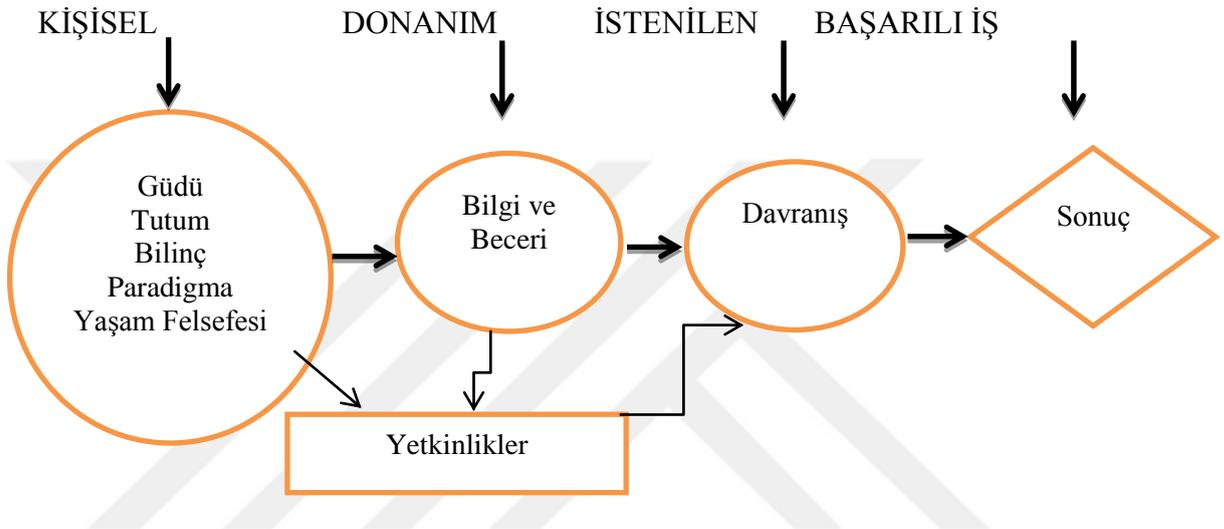 KİŞİSEL DONANIM İSTENİLEN BAŞARILI İŞ
Güdü
Tutum
Bilinç
Paradigma
Yaşam Felsefesi
Bilgi ve
Beceri
Davranış
Sonuç
Yetkinlikler